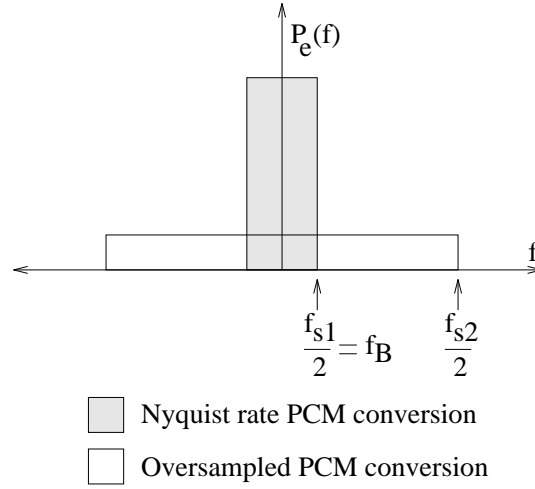 P_e(f)
f
f_s1/2 = f_B
f_s2/2
Nyquist rate PCM conversion
Oversampled PCM conversion